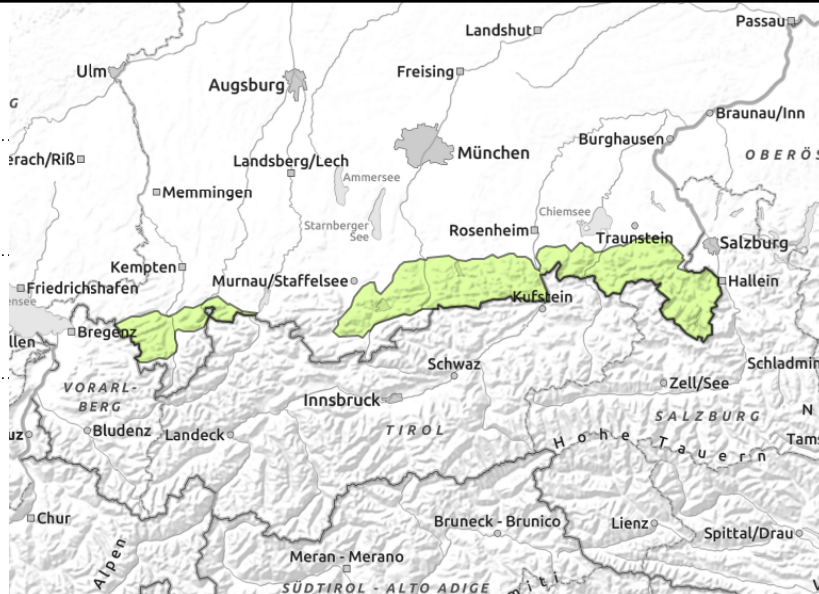 Passau
Landshut
Ulm
Freising
Augsburg
G
Braunau/Inn
Burghausen
München
OBERÖS
erach/Riß
Landsberg/Lech
Ammersee
Memmingen
Starnberger
See
Chiemsee
Rosenheim
Traunstein
Salzburg
Kempten
Murnau/Staffelsee
Hallein
Friedrichshafen
ensee
Kufstein
Bregenz
llen
Schwaz
Schladmin
Zell/See
VORARL-
BERG
Innsbruck
SALZBURG
N
TIROL
Bludenz
Landeck
uz
Hohe Tauern
Tams
Chur
Bruneck - Brunico
Lienz
Spittal/Drau
Alpen
Meran - Merano
miti
SÜDTIROL - ALTO ADIGE